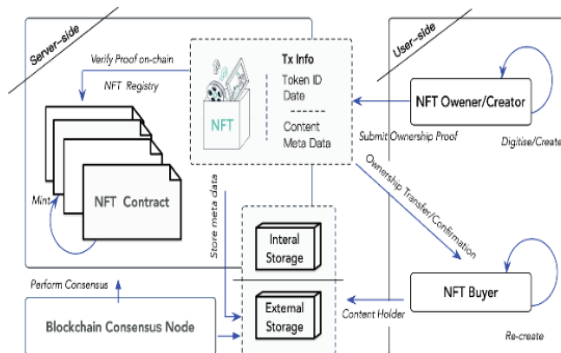 Server-side
User-side
Verify Proof on-chain
NFT Registry
NFT
Tx Info
Token ID
Date
Content
Meta Data
NFT Owener/Creator
Submit Ownership Proof
Digitise/Create
Mint
NFT Contract
Store meta data
Ownership Transfer/Confirmation
Interal
Storage
Perform Consensus
External
Storage
Blockchain Consensus Node
Content Holder
NFT Buyer
Re-create